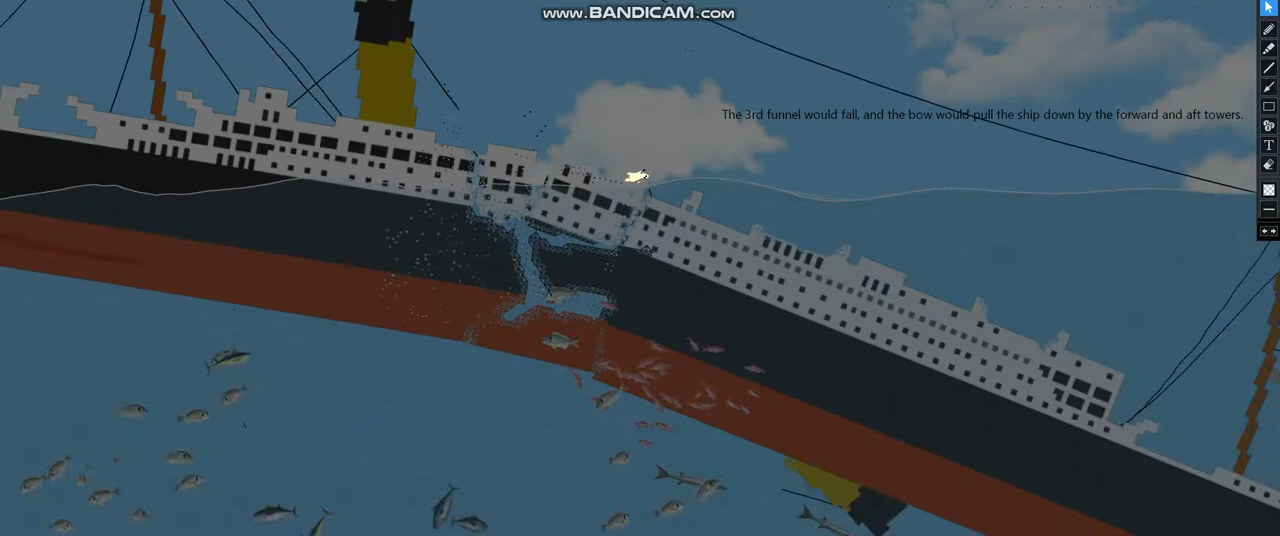 www.BANDICAM.com
The 3rd funnel would fall, and the bow would pull the ship down by the forward and aft towers.
T